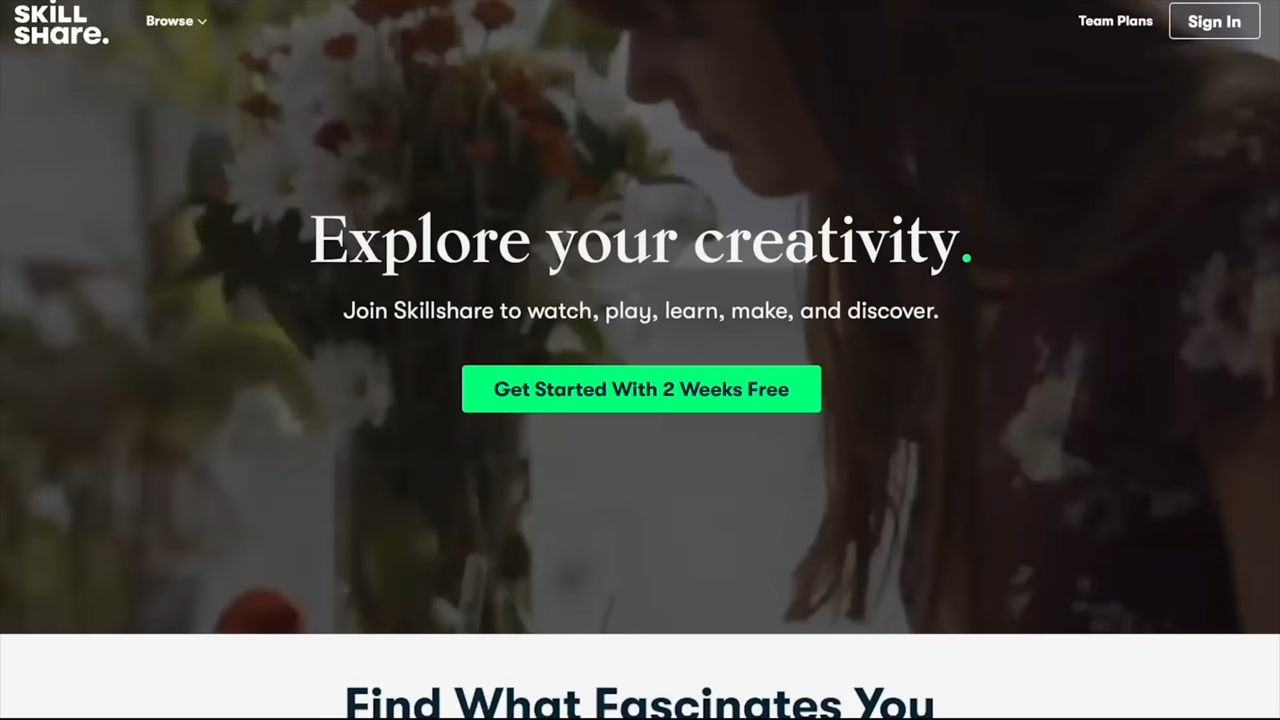 SKiLL
SHare.
Browse
Team Plans
Sign In
Explore your creativity.
Join Skillshare to watch, play, learn, make, and discover.
Get Started With 2 Weeks Free
Find What Fascinates You